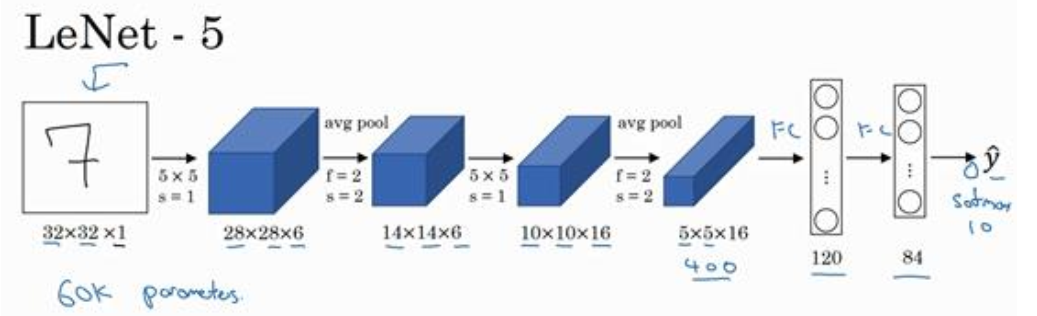 LeNet - 5
7
avg pool
avg pool
FC
FC
5 × 5
s = 1
f = 2
s = 2
5 × 5
s = 1
f = 2
s = 2
ŷ
softmax
10
32×32 ×1
28×28×6
14×14×6
10×10×16
5×5×16
400
120
84
60K parameters.